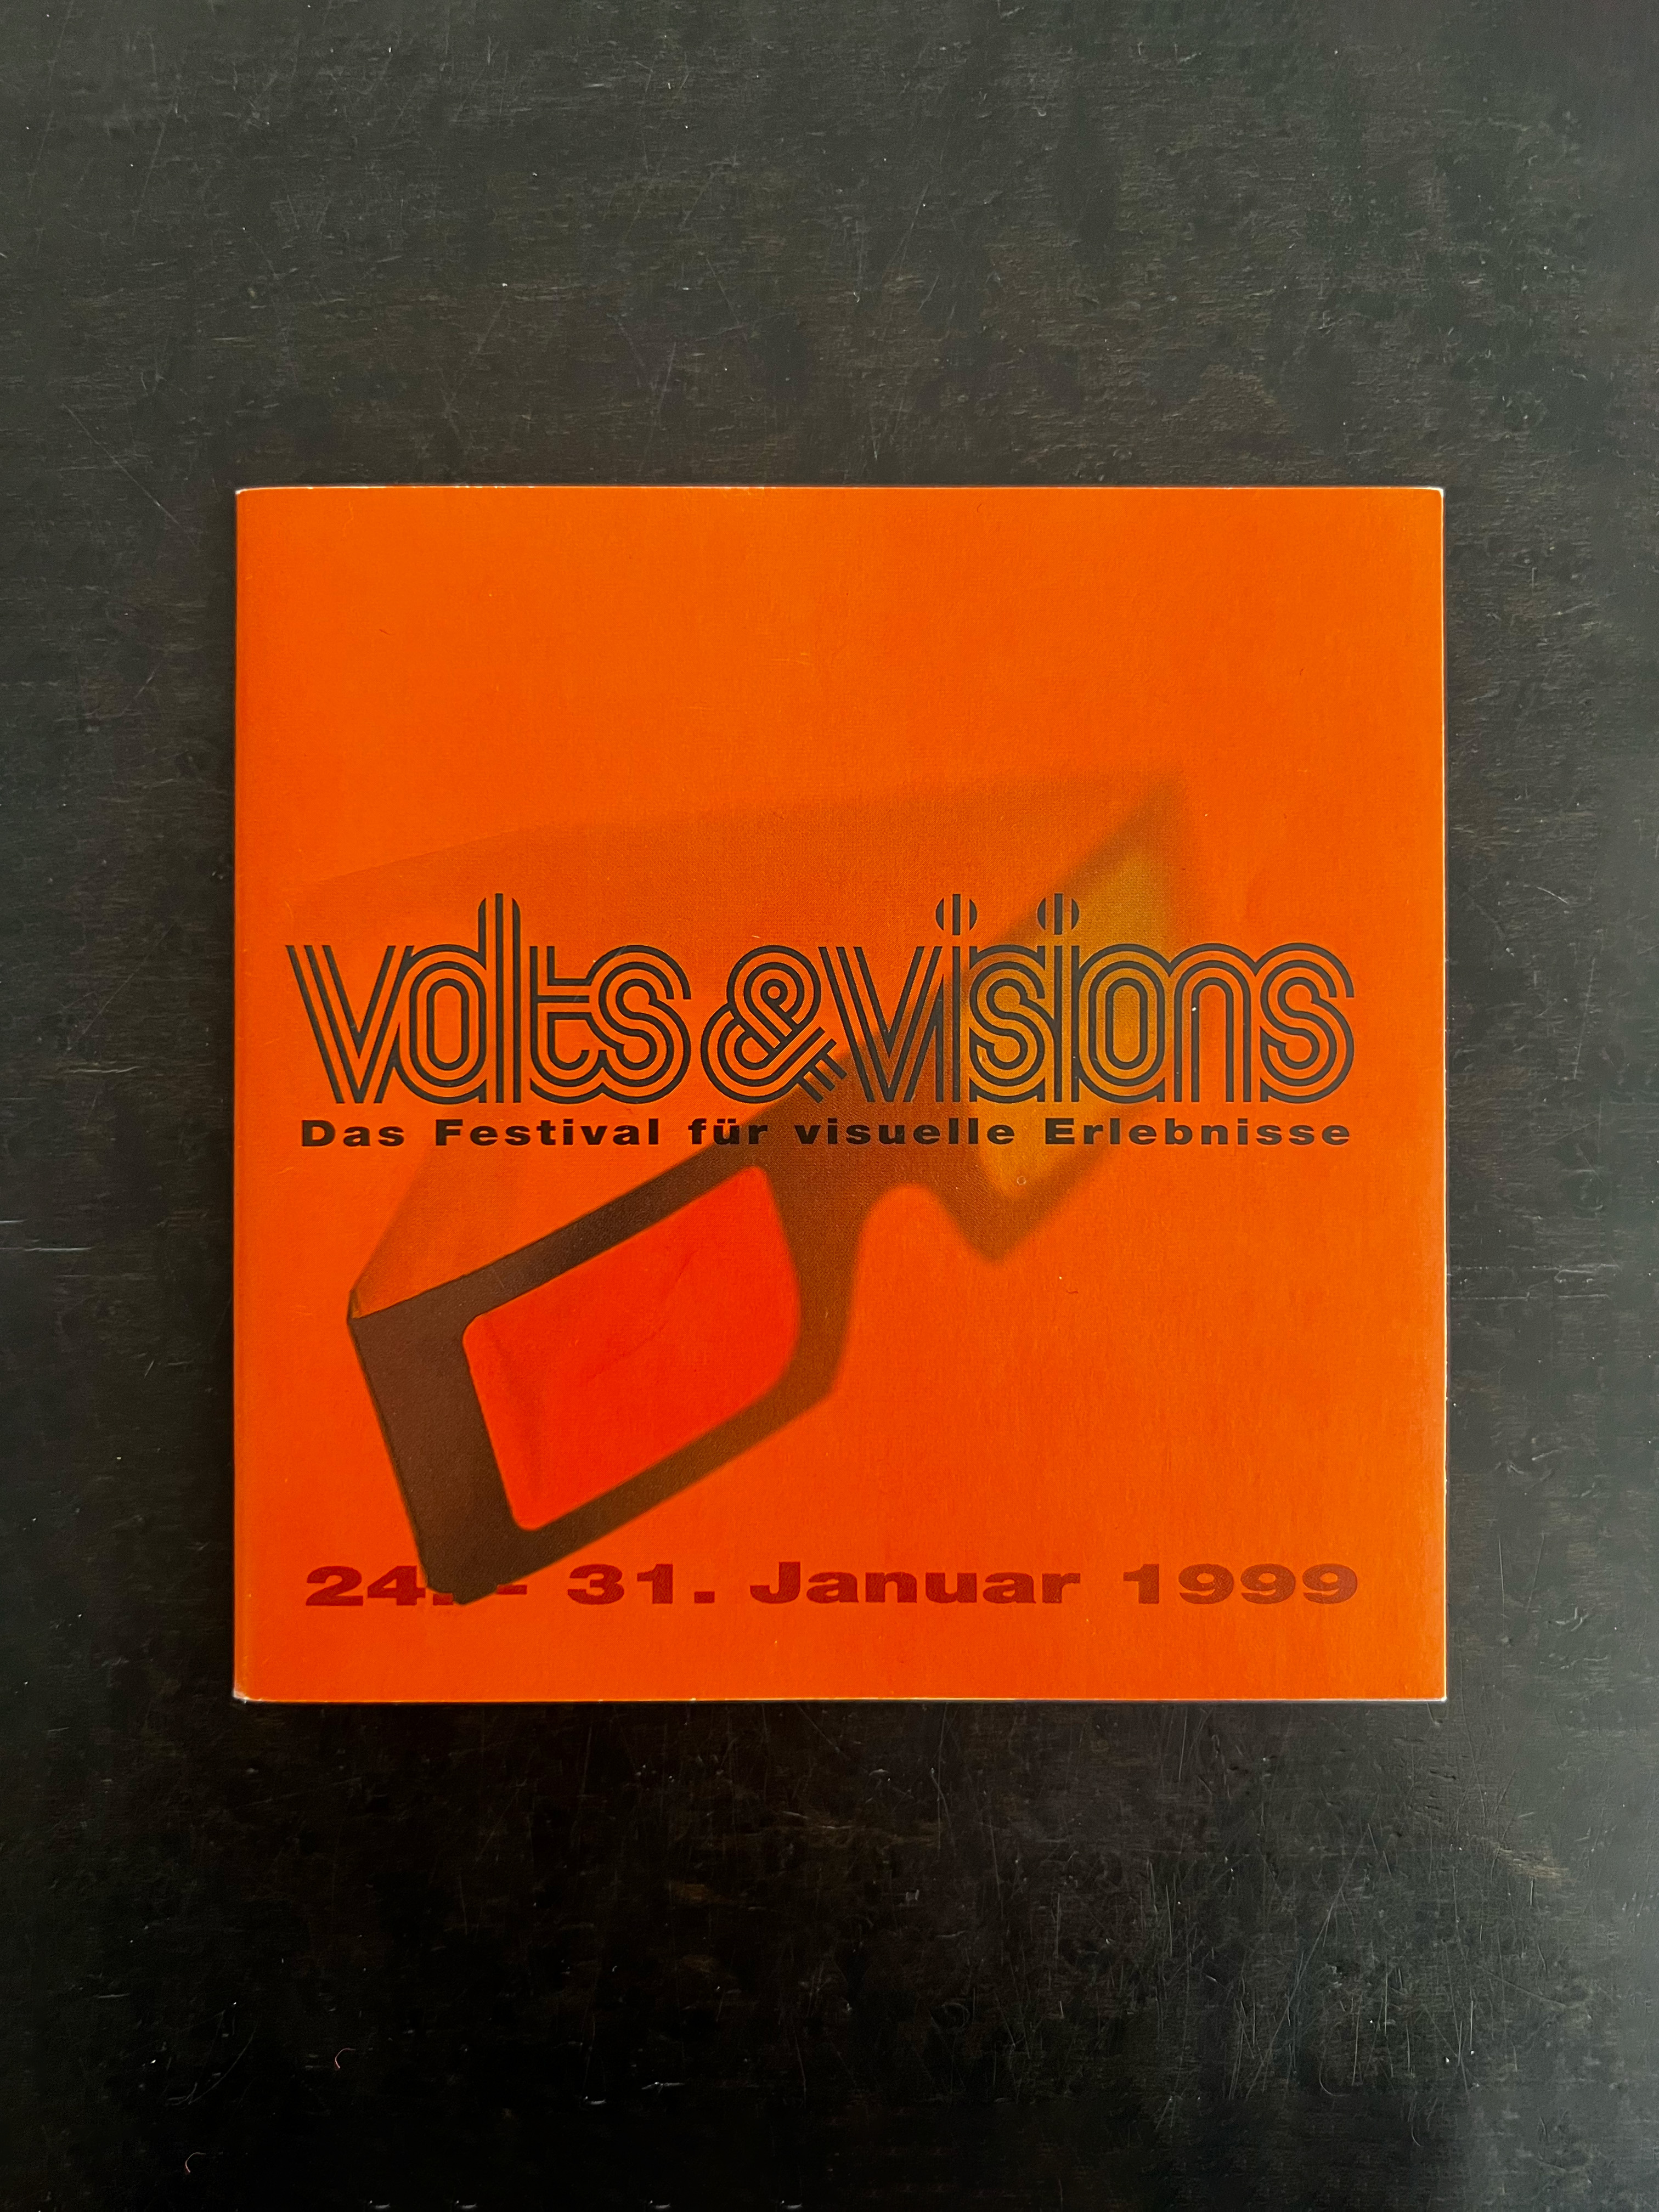 volts & visions
Das Festival für visuelle Erlebnisse
24. – 31. Januar 1999